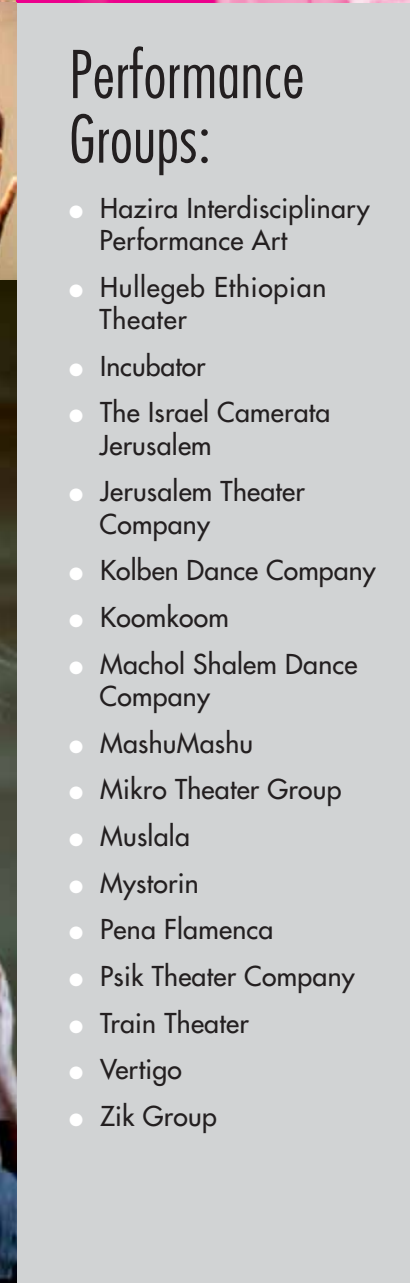 Performance
Groups:
Hazira Interdisciplinary
Performance Art
Hullegeb Ethiopian
Theater
Incubator
The Israel Camerata
Jerusalem
Jerusalem Theater
Company
Kolben Dance Company
Koomkoom
Machol Shalem Dance
Company
MashuMashu
Mikro Theater Group
Muslala
Mystorin
Pena Flamenca
Psik Theater Company
Train Theater
Vertigo
Zik Group